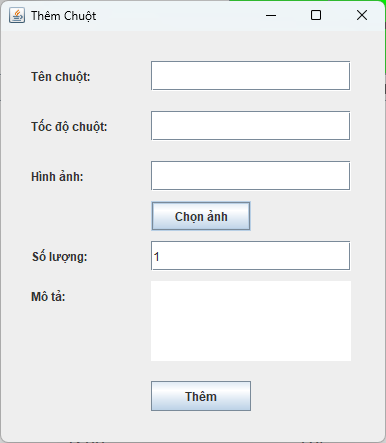 Thêm Chuột
Tên chuột:
Tốc độ chuột:
Hình ảnh:
Chọn ảnh
Số lượng:
1
Mô tả:
Thêm